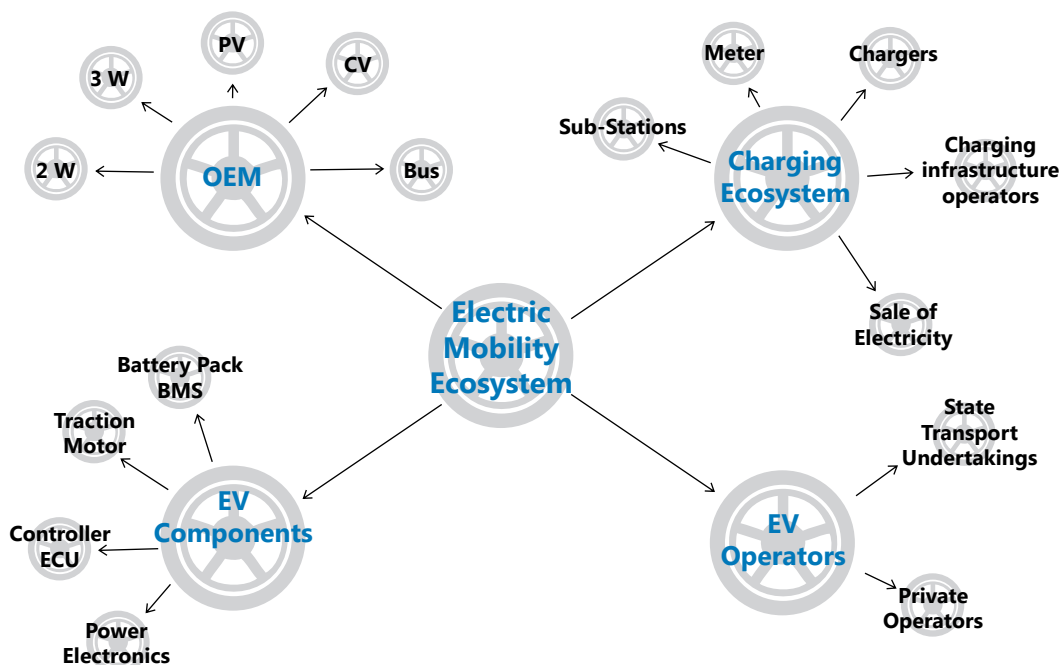 PV
CV
3 W
2 W
OEM
Bus
Meter
Chargers
Sub-Stations
Charging
Ecosystem
Charging
infrastructure
operators
Sale of
Electricity
Electric
Mobility
Ecosystem
Battery Pack
BMS
Traction
Motor
EV
Components
Controller
ECU
Power
Electronics
State
Transport
Undertakings
EV
Operators
Private
Operators